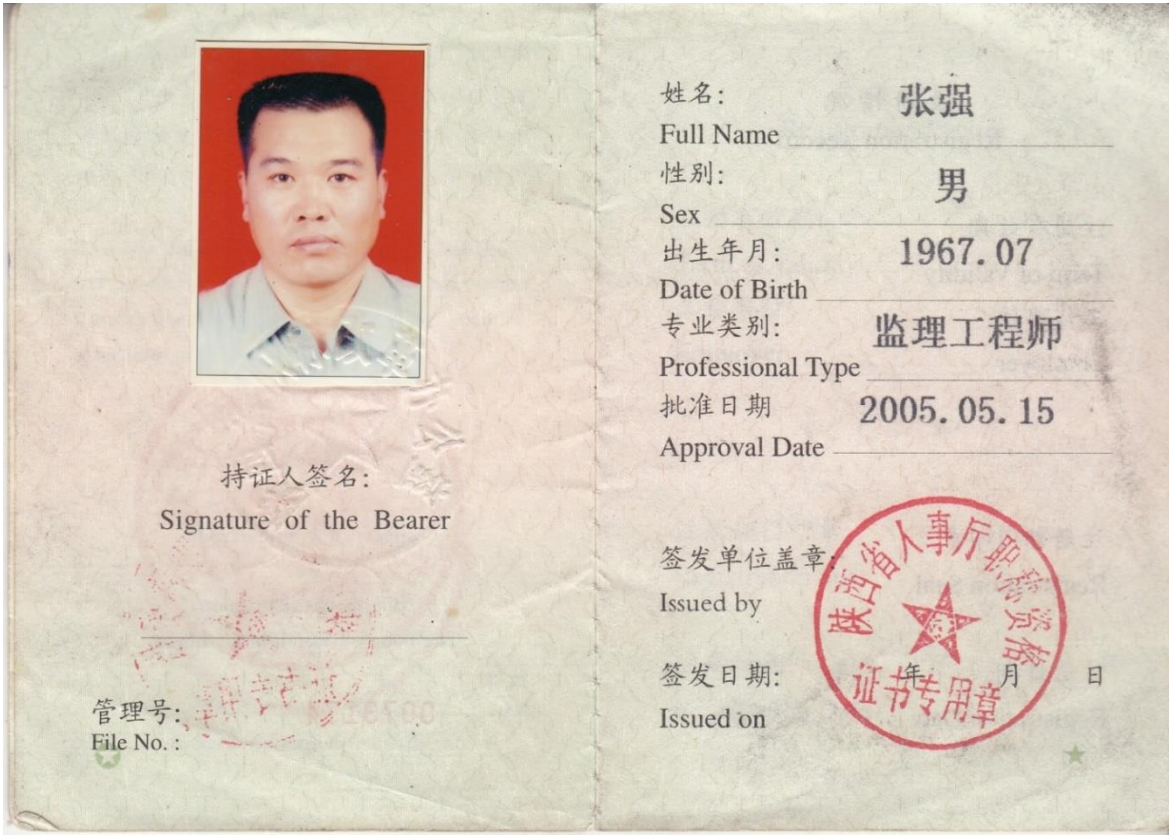 持证人签名:
Signature of the Bearer
管理号:
File No. :
姓名:
张强
Full Name
性别:
男
Sex
出生年月:
1967.07
Date of Birth
专业类别:
监理工程师
Professional Type
批准日期
2005.05.15
Approval Date
签发单位盖章:
Issued by
陕西省人事厅职称资格
证书专用章
签发日期: 年 月 日
Issued on